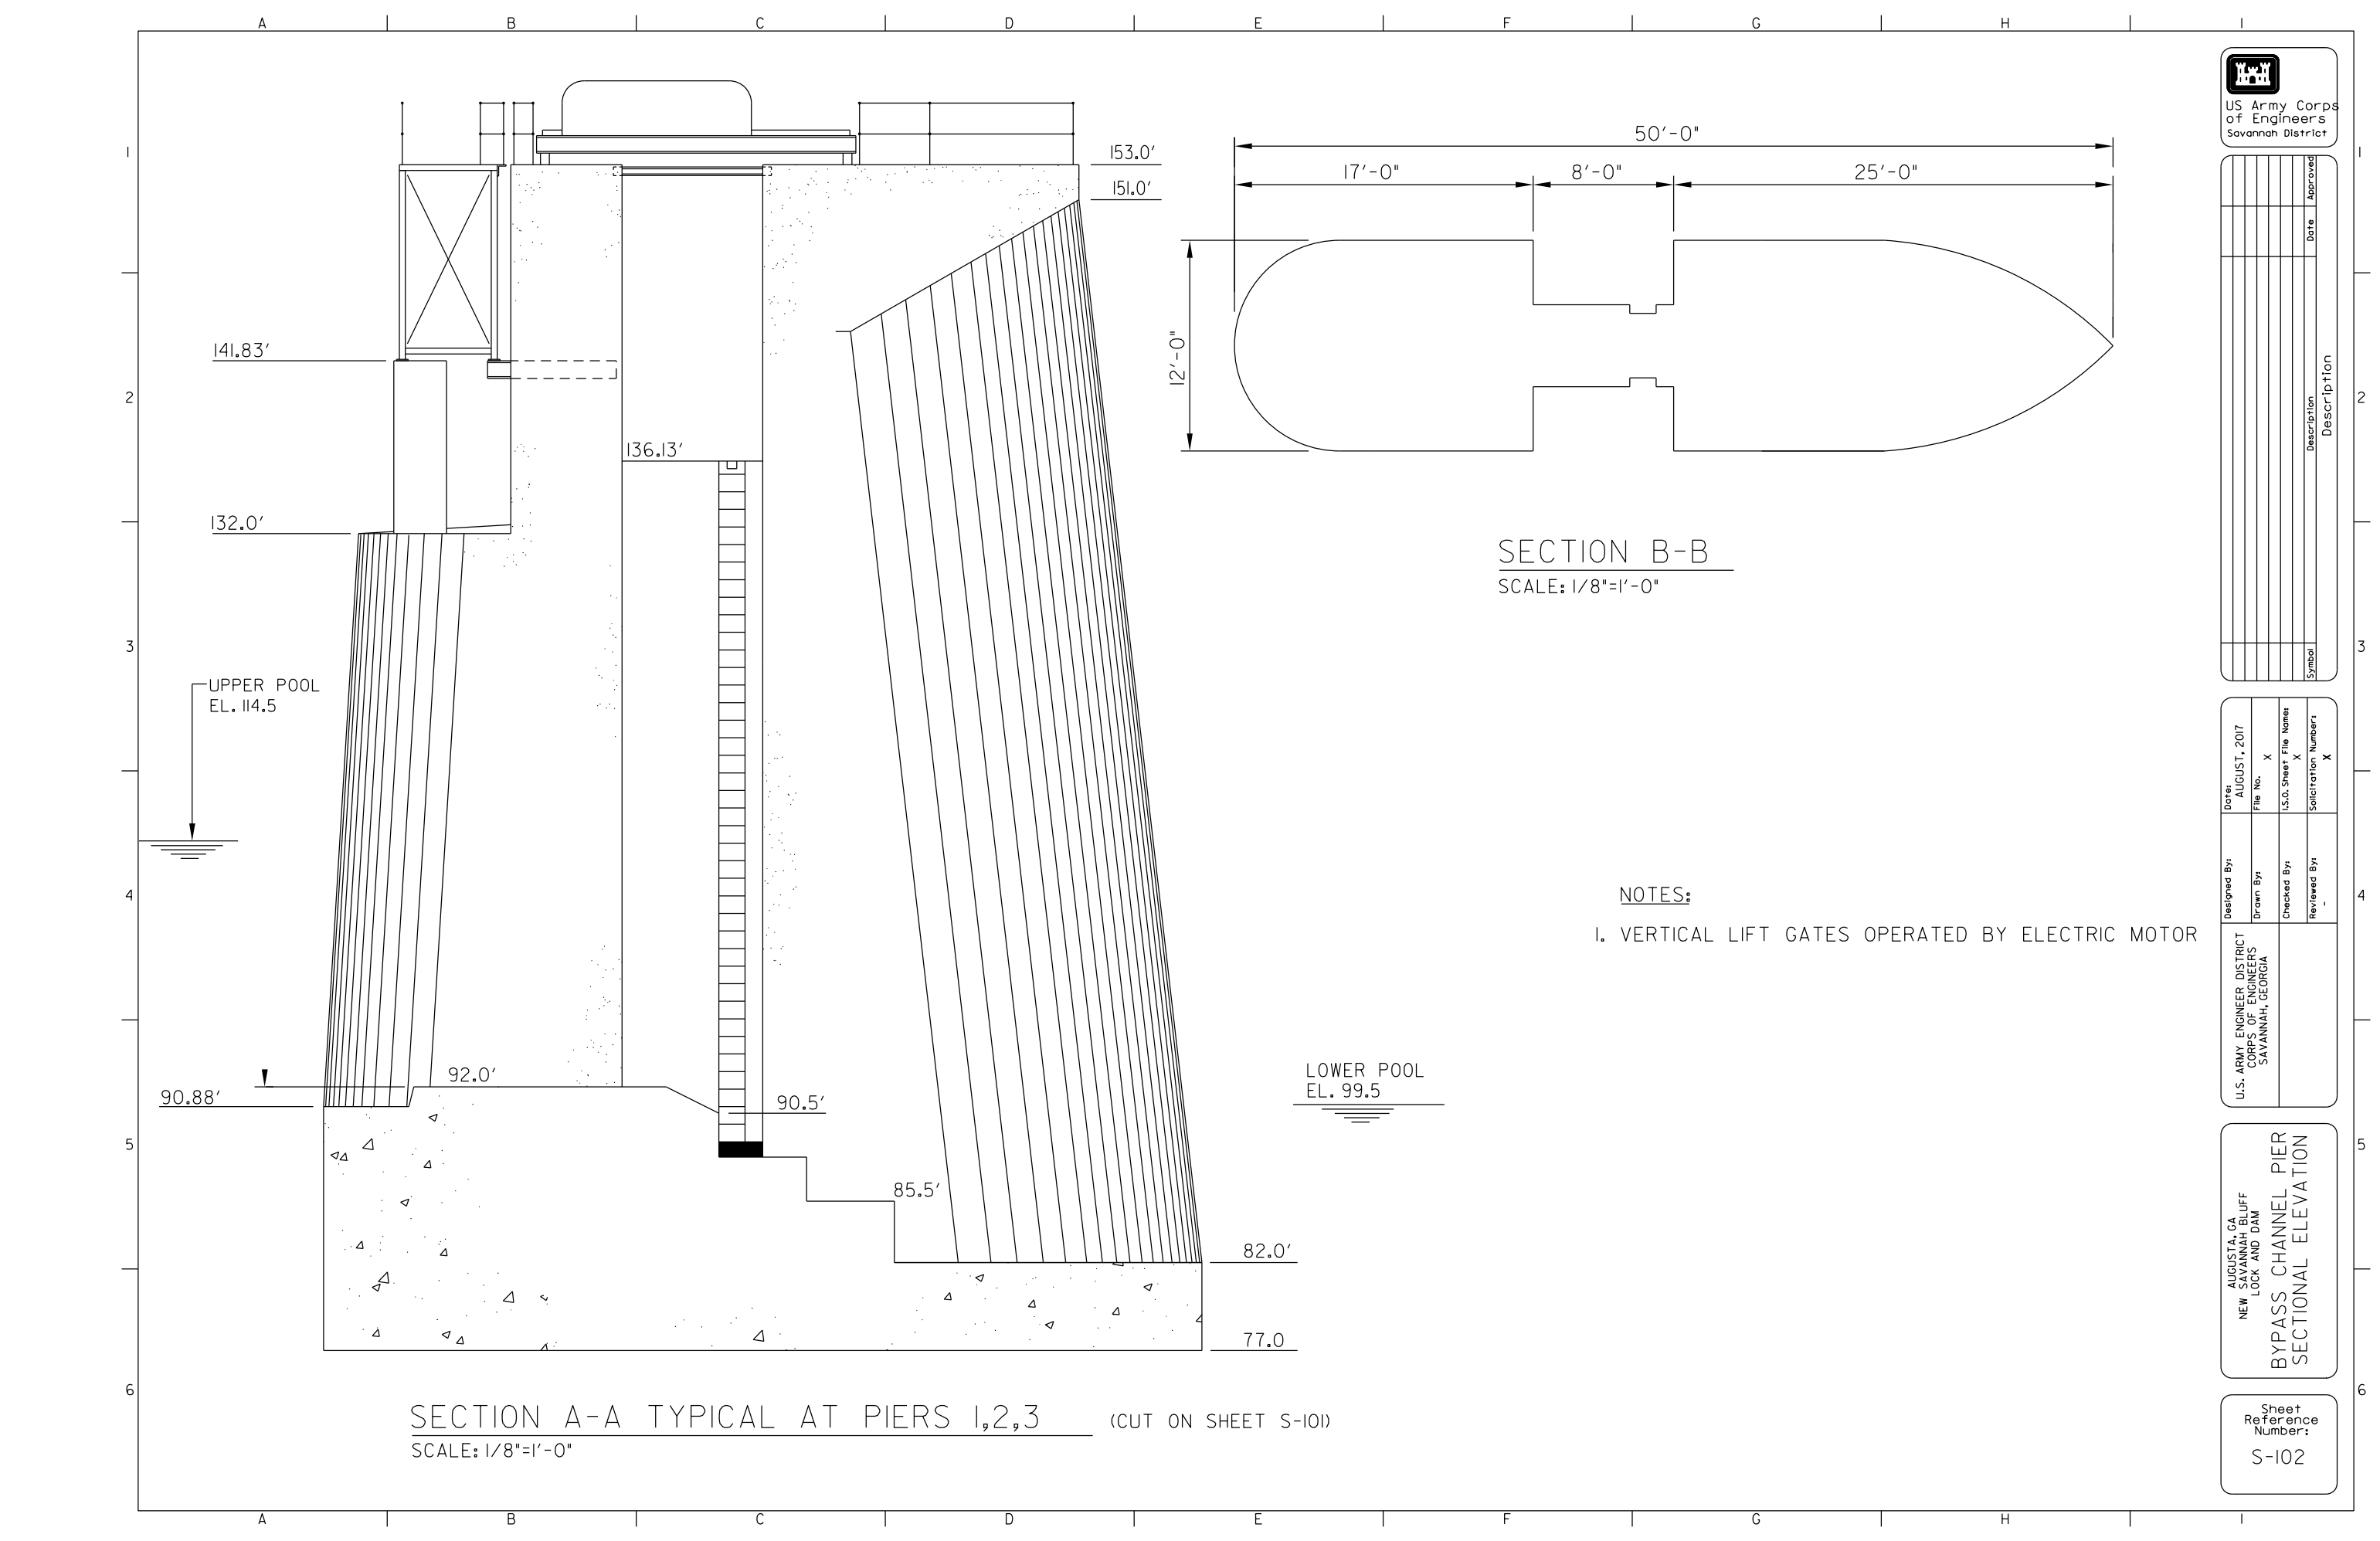 A B C D E F G H I
1
2
3
4
5
6
153.0'
151.0'
141.83'
136.13'
132.0'
UPPER POOL
EL. 114.5
92.0'
90.88'
90.5'
85.5'
82.0'
77.0
LOWER POOL
EL. 99.5
SECTION A-A TYPICAL AT PIERS 1,2,3 (CUT ON SHEET S-101)
SCALE: 1/8"=1'-0"
50'-0"
17'-0" 8'-0" 25'-0"
12'-0"
SECTION B-B
SCALE: 1/8"=1'-0"
NOTES:
1. VERTICAL LIFT GATES OPERATED BY ELECTRIC MOTOR
US Army Corps
of Engineers
Savannah District
Symbol Description Date Approved
Description
Designed By:
Date:
AUGUST, 2017
Drawn By:
File No.
X
Checked By:
I.S.O. Sheet File Name:
X
Reviewed By:
-
Solicitation Number:
X
U.S. ARMY ENGINEER DISTRICT
CORPS OF ENGINEERS
SAVANNAH, GEORGIA
AUGUSTA, GA
NEW SAVANNAH BLUFF
LOCK AND DAM
BYPASS CHANNEL PIER
SECTIONAL ELEVATION
Sheet
Reference
Number:
S-102
1
2
3
4
5
6
A B C D E F G H I